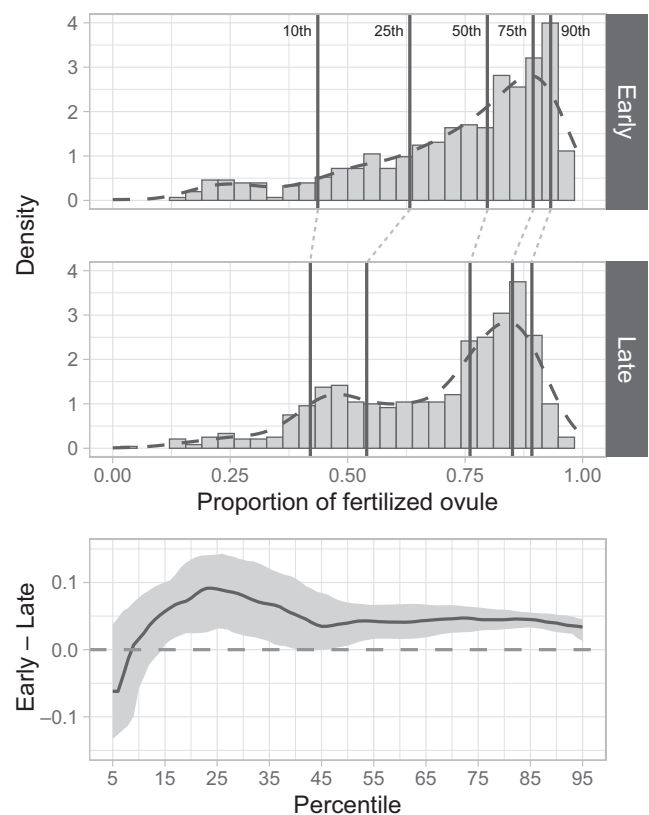 10th 25th 50th 75th 90th
4
3
2
1
0
Early
Density
4
3
2
1
0
Late
0.00 0.25 0.50 0.75 1.00
Proportion of fertilized ovule
0.1
0.0
−0.1
Early – Late
5 15 25 35 45 55 65 75 85 95
Percentile